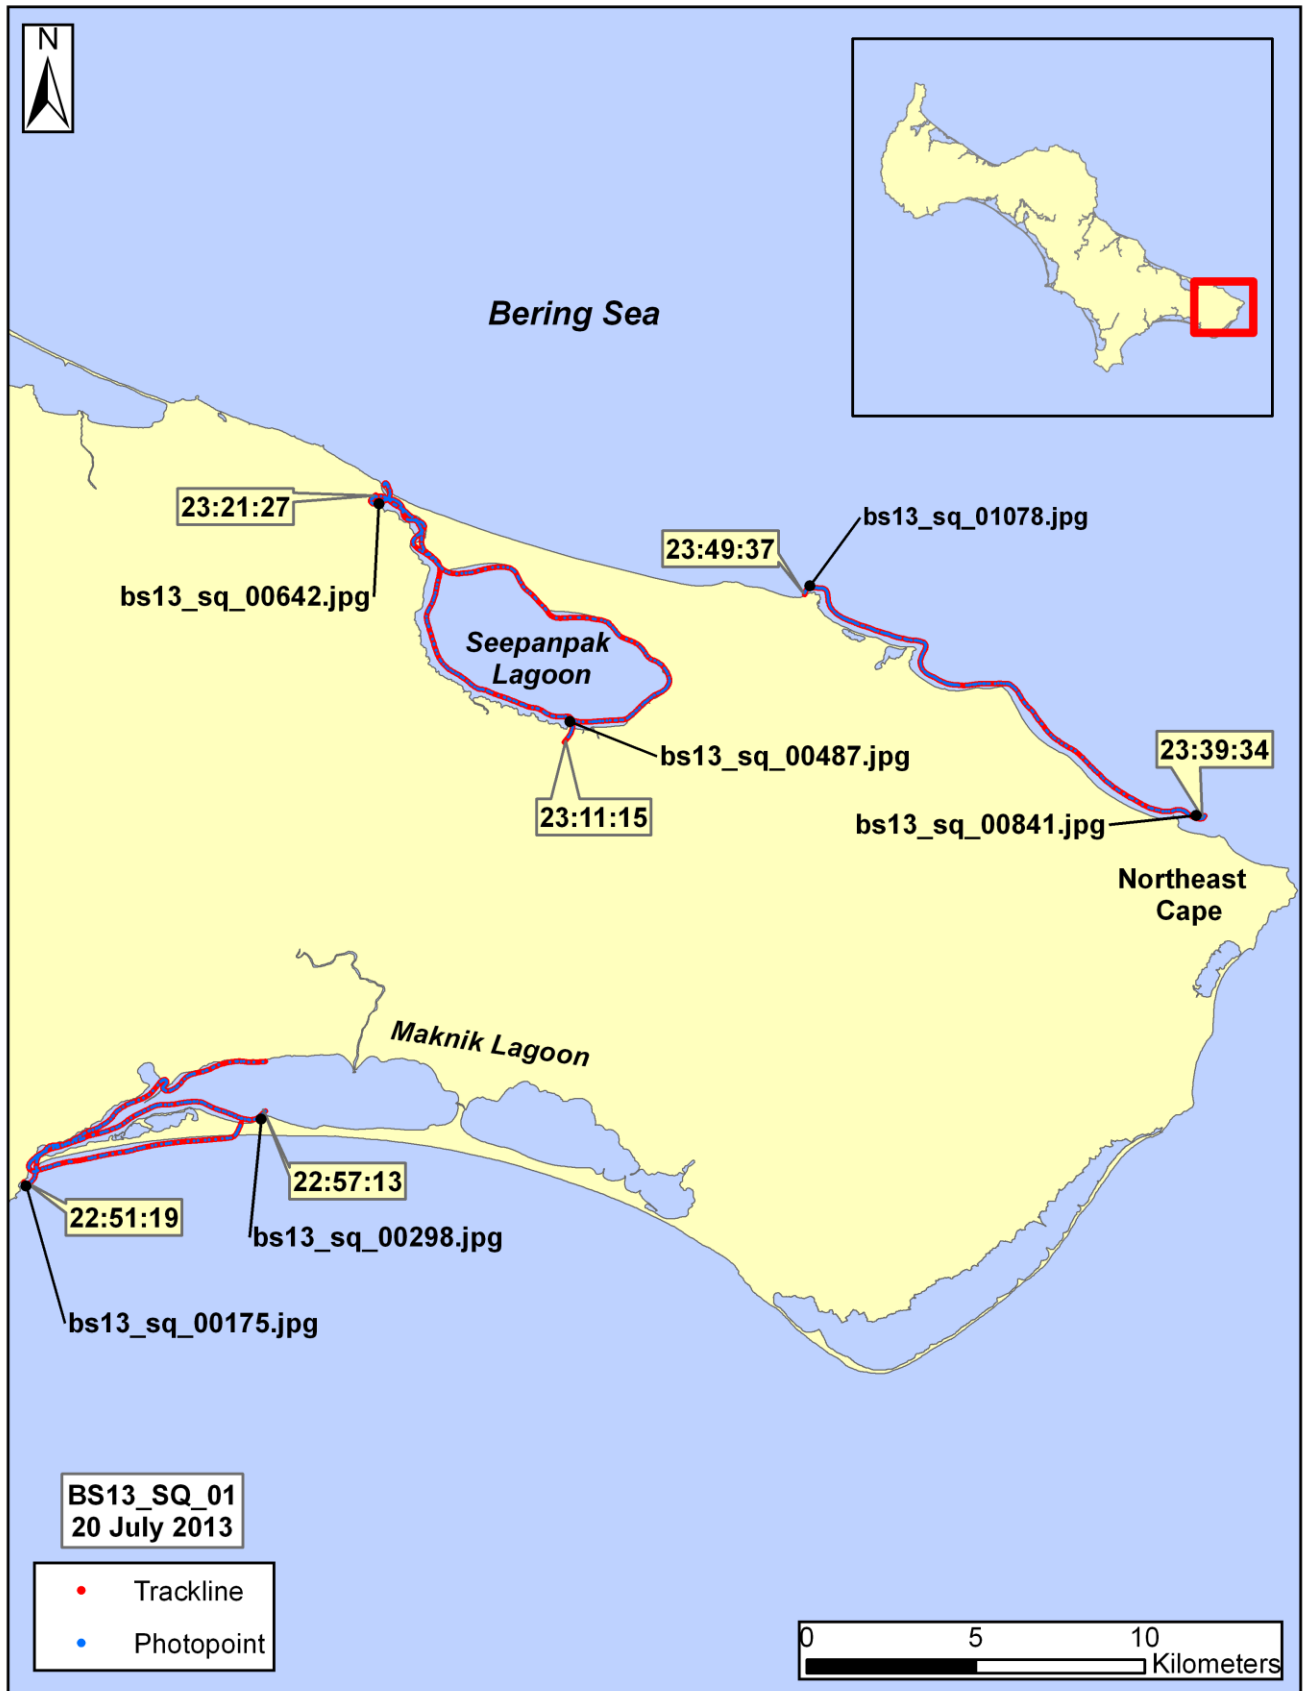 N
Bering Sea
23:21:27
bs13_sq_01078.jpg
23:49:37
bs13_sq_00642.jpg
Seepanpak
Lagoon
bs13_sq_00487.jpg
23:39:34
23:11:15
bs13_sq_00841.jpg
Northeast
Cape
Maknik Lagoon
22:57:13
22:51:19
bs13_sq_00298.jpg
bs13_sq_00175.jpg
BS13_SQ_01
20 July 2013
Trackline
Photopoint
0 5 10
Kilometers